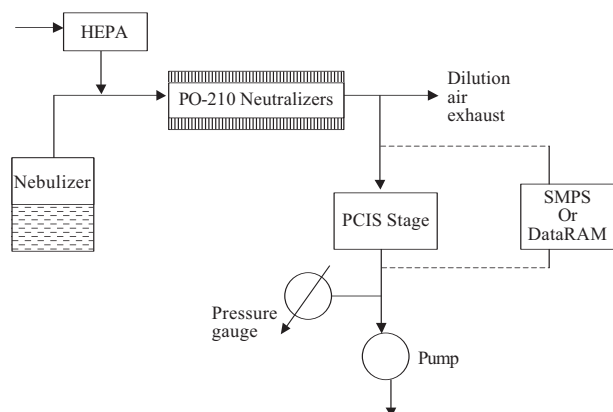 HEPA
PO-210 Neutralizers
Dilution
air
exhaust
Nebulizer
PCIS Stage
SMPS
Or
DataRAM
Pressure
gauge
Pump